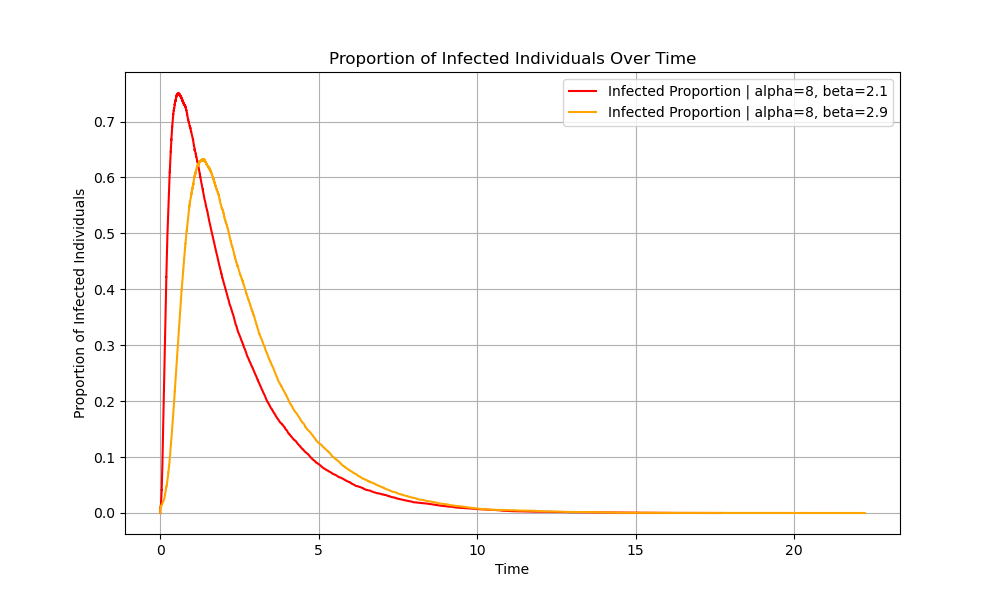 Proportion of Infected Individuals Over Time
Infected Proportion | alpha=8, beta=2.1
Infected Proportion | alpha=8, beta=2.9
Proportion of Infected Individuals
0.7
0.6
0.5
0.4
0.3
0.2
0.1
0.0
0 5 10 15 20
Time